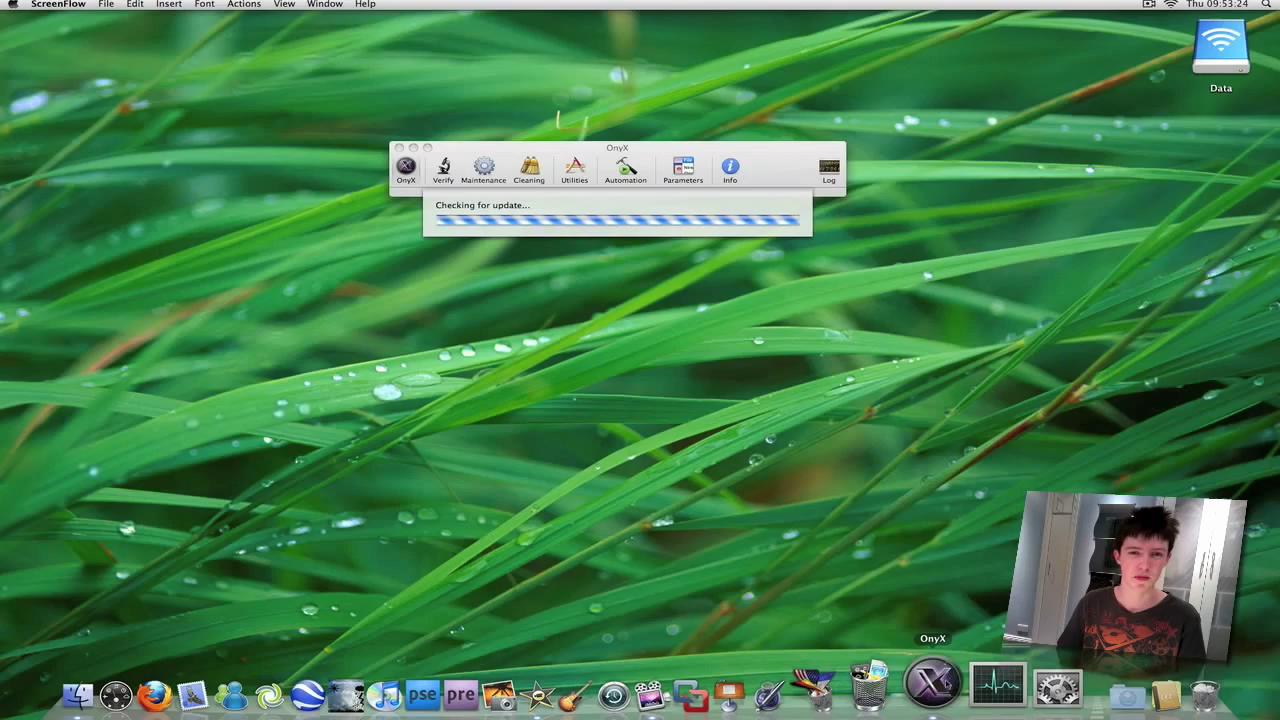 ScreenFlow File Edit Insert Font Actions View Window Help Thu 09:53:24
Data
OnyX
OnyX Verify Maintenance Cleaning Utilities Automation Parameters Info Log
Checking for update...
OnyX
pse pre